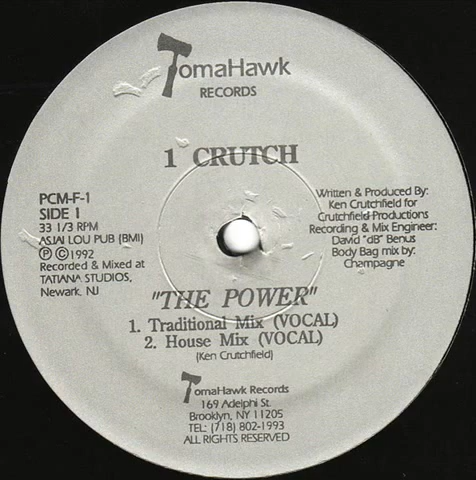 TomaHawk
RECORDS
1 CRUTCH
PCM-F-1
SIDE 1
33 1/3 RPM
ASJAI LOU PUB (BMI)
Ⓟ ©1992
Recorded & Mixed at
TATIANA STUDIOS,
Newark, NJ
Written & Produced By:
Ken Crutchfield for
Crutchfield Productions
Recording & Mix Engineer:
David "dB" Benus
Body Bag mix by:
Champagne
"THE POWER"
1. Traditional Mix (VOCAL)
2. House Mix (VOCAL)
(Ken Crutchfield)
TomaHawk Records
169 Adelphi St.
Brooklyn, NY 11205
TEL: (718) 802-1993
ALL RIGHTS RESERVED